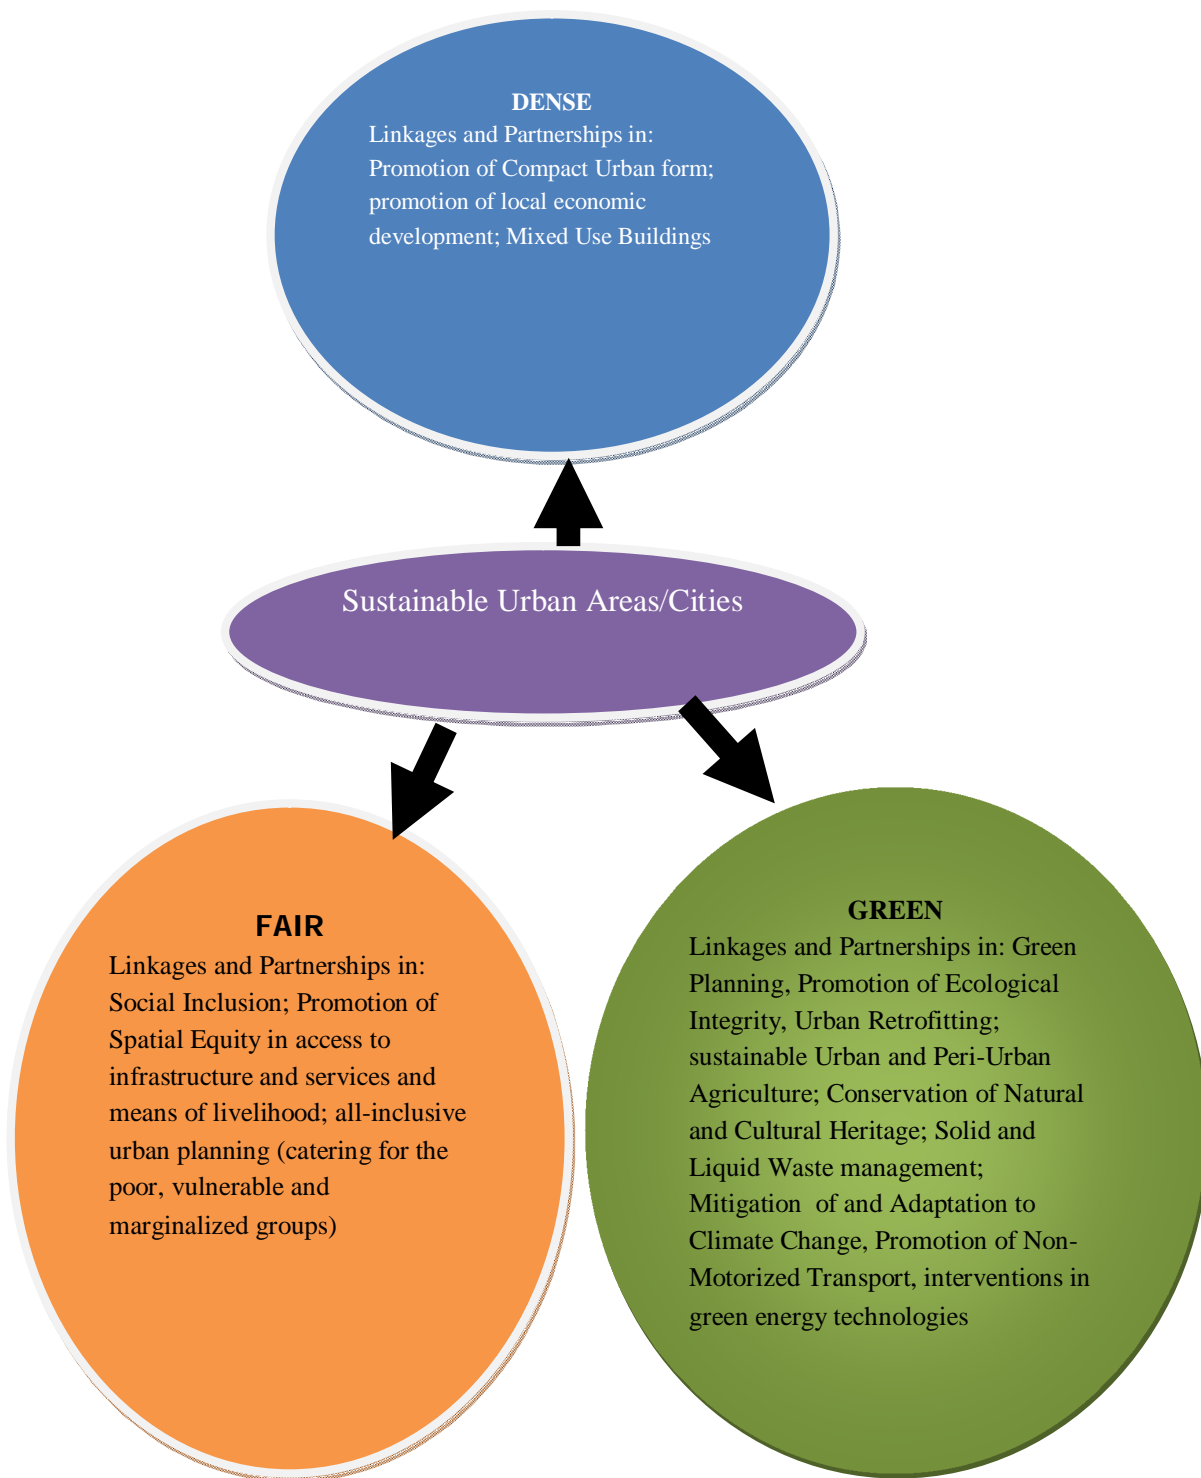 DENSE
Linkages and Partnerships in:
Promotion of Compact Urban form;
promotion of local economic
development; Mixed Use Buildings
Sustainable Urban Areas/Cities
FAIR
Linkages and Partnerships in:
Social Inclusion; Promotion of
Spatial Equity in access to
infrastructure and services and
means of livelihood; all-inclusive
urban planning (catering for the
poor, vulnerable and
marginalized groups)
GREEN
Linkages and Partnerships in: Green
Planning, Promotion of Ecological
Integrity, Urban Retrofitting;
sustainable Urban and Peri-Urban
Agriculture; Conservation of Natural
and Cultural Heritage; Solid and
Liquid Waste management;
Mitigation  of and Adaptation to
Climate Change, Promotion of Non-
Motorized Transport, interventions in
green energy technologies